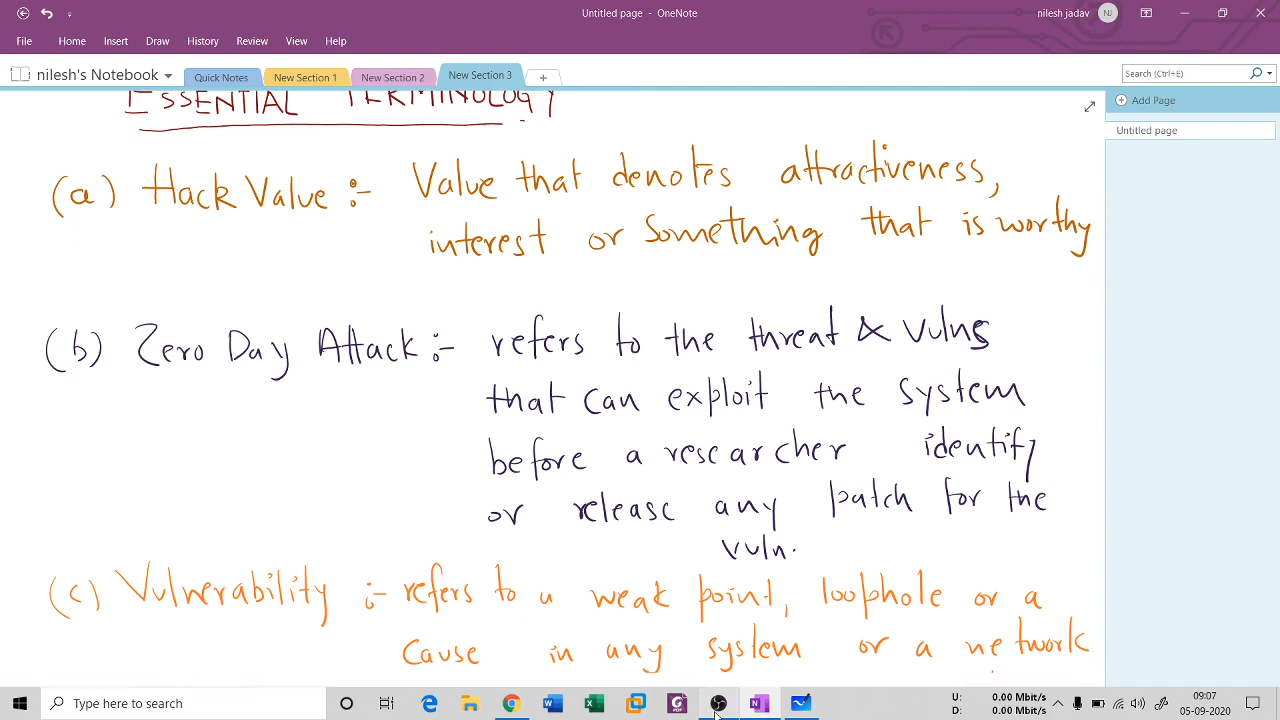 Untitled page - OneNote
nilesh jadav NJ
File Home Insert Draw History Review View Help
nilesh's Notebook Quick Notes New Section 1 New Section 2 New Section 3 +
Search (Ctrl+E)
Add Page
Untitled page
ESSENTIAL TERMINOLOGY
(a) Hack Value :- Value that denotes attractiveness,
interest or something that is worthy
(b) Zero Day Attack :- refers to the threat & vulns
that can exploit the system
before a researcher identify
or release any patch for the
vuln.
(c) Vulnerability :- refers to a weak point, loophole or a
cause in any system or a network
Type here to search
U: 0.00 Mbit/s
D: 0.00 Mbit/s
09:07
05-09-2020